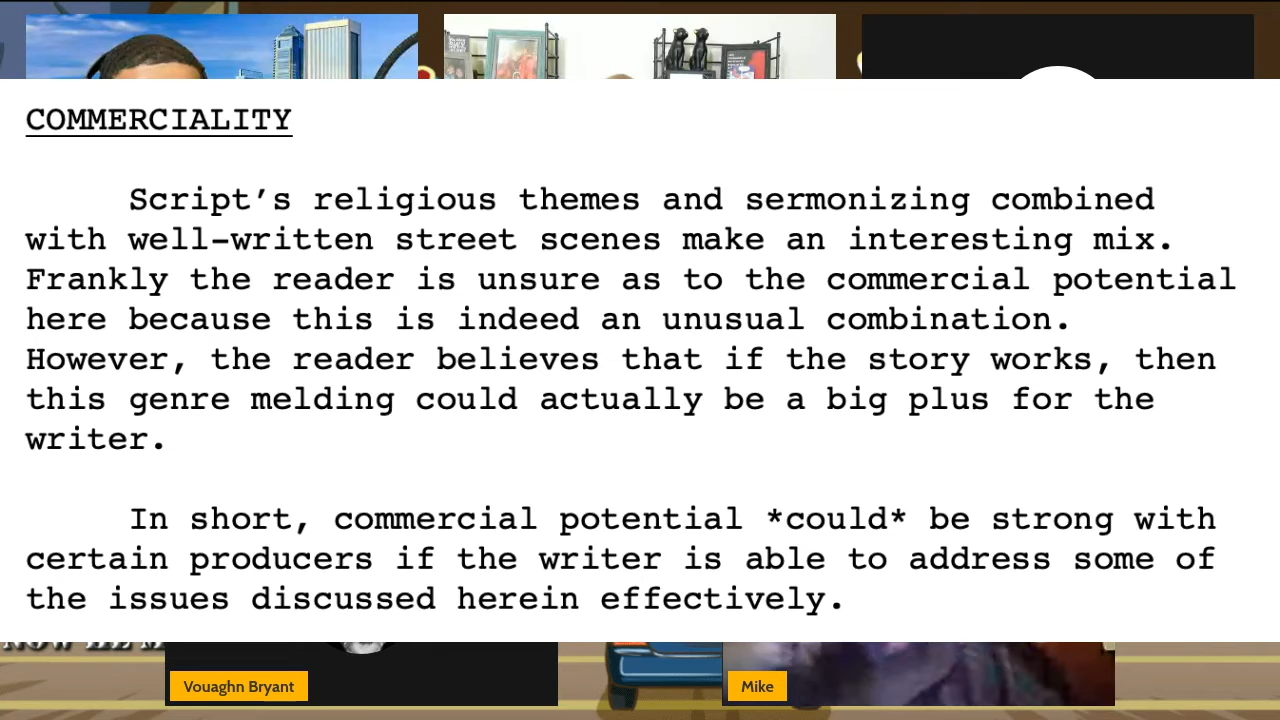 COMMERCIALITY
Script’s religious themes and sermonizing combined
with well-written street scenes make an interesting mix.
Frankly the reader is unsure as to the commercial potential
here because this is indeed an unusual combination.
However, the reader believes that if the story works, then
this genre melding could actually be a big plus for the
writer.
In short, commercial potential *could* be strong with
certain producers if the writer is able to address some of
the issues discussed herein effectively.
Vouaghn Bryant
Mike